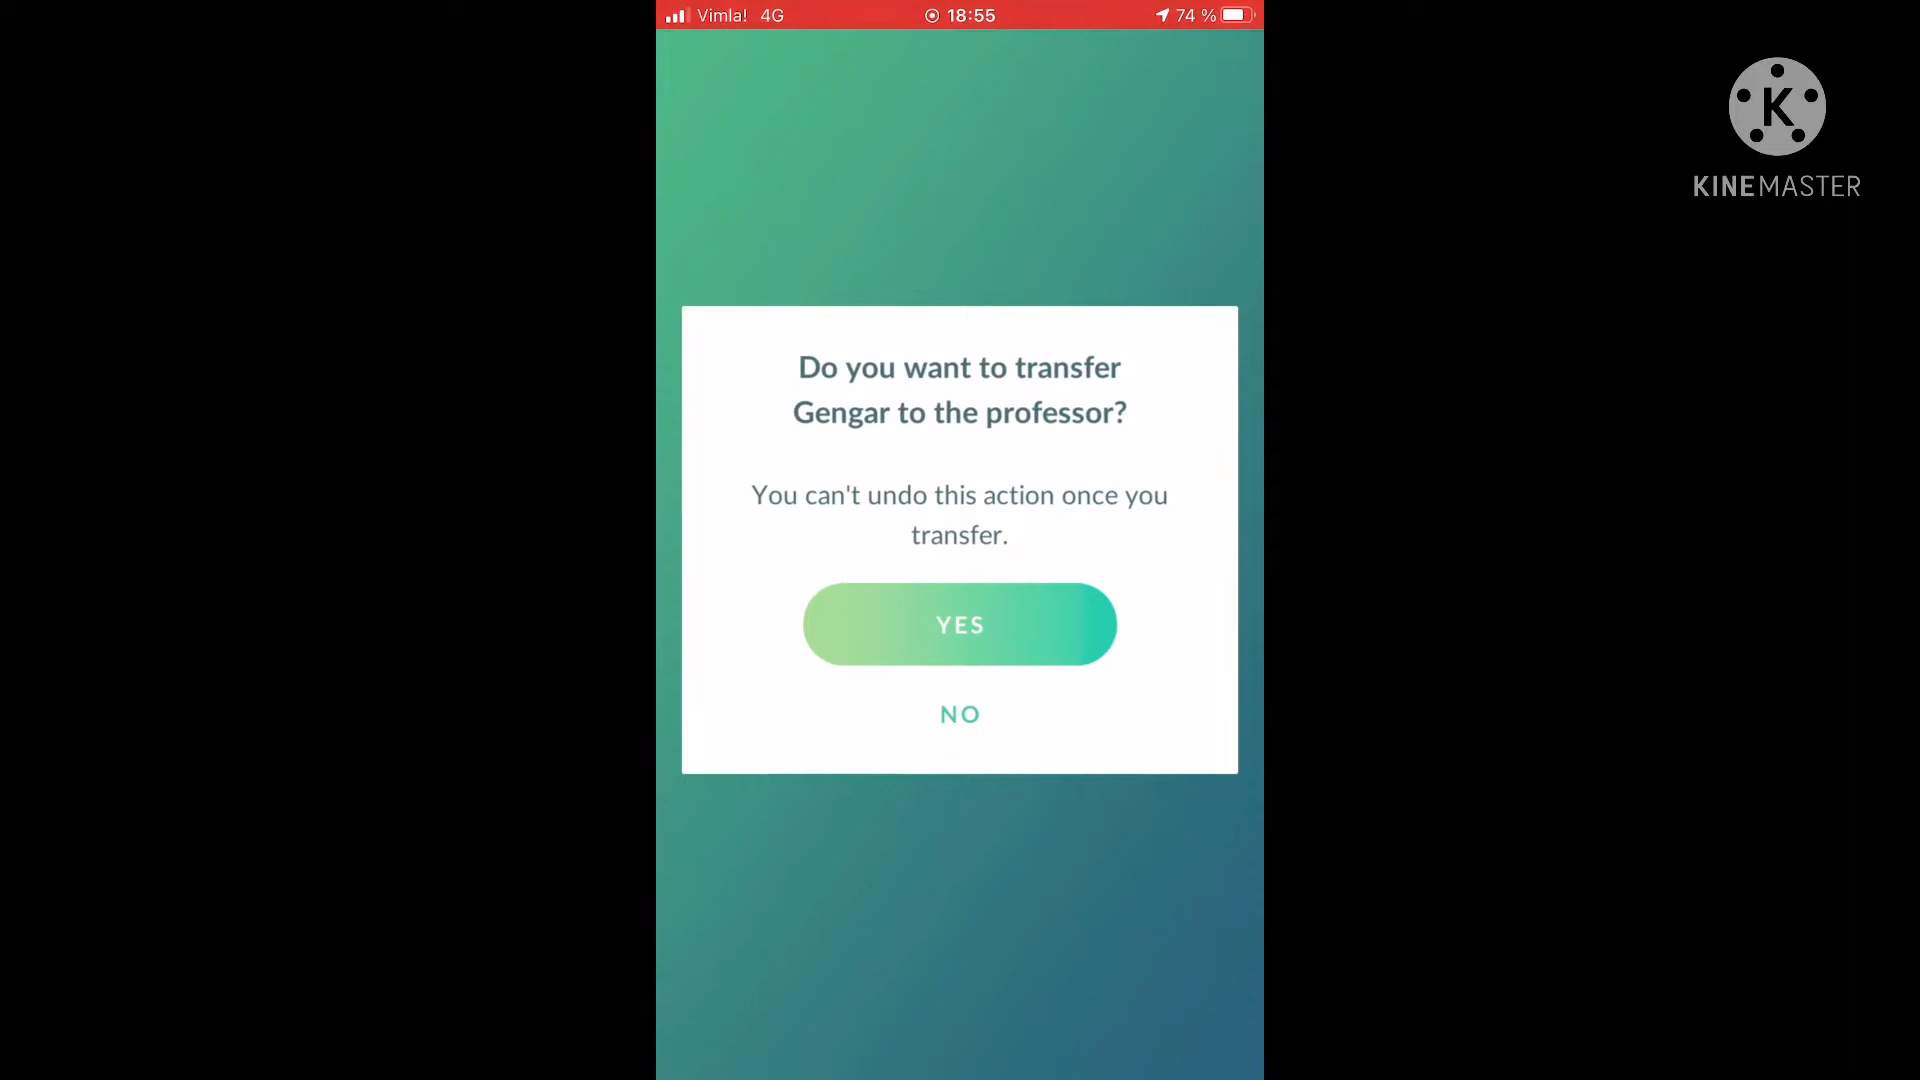 Vimla! 4G 18:55 74 %
K
KINEMASTER
Do you want to transfer
Gengar to the professor?
You can't undo this action once you
transfer.
YES
NO